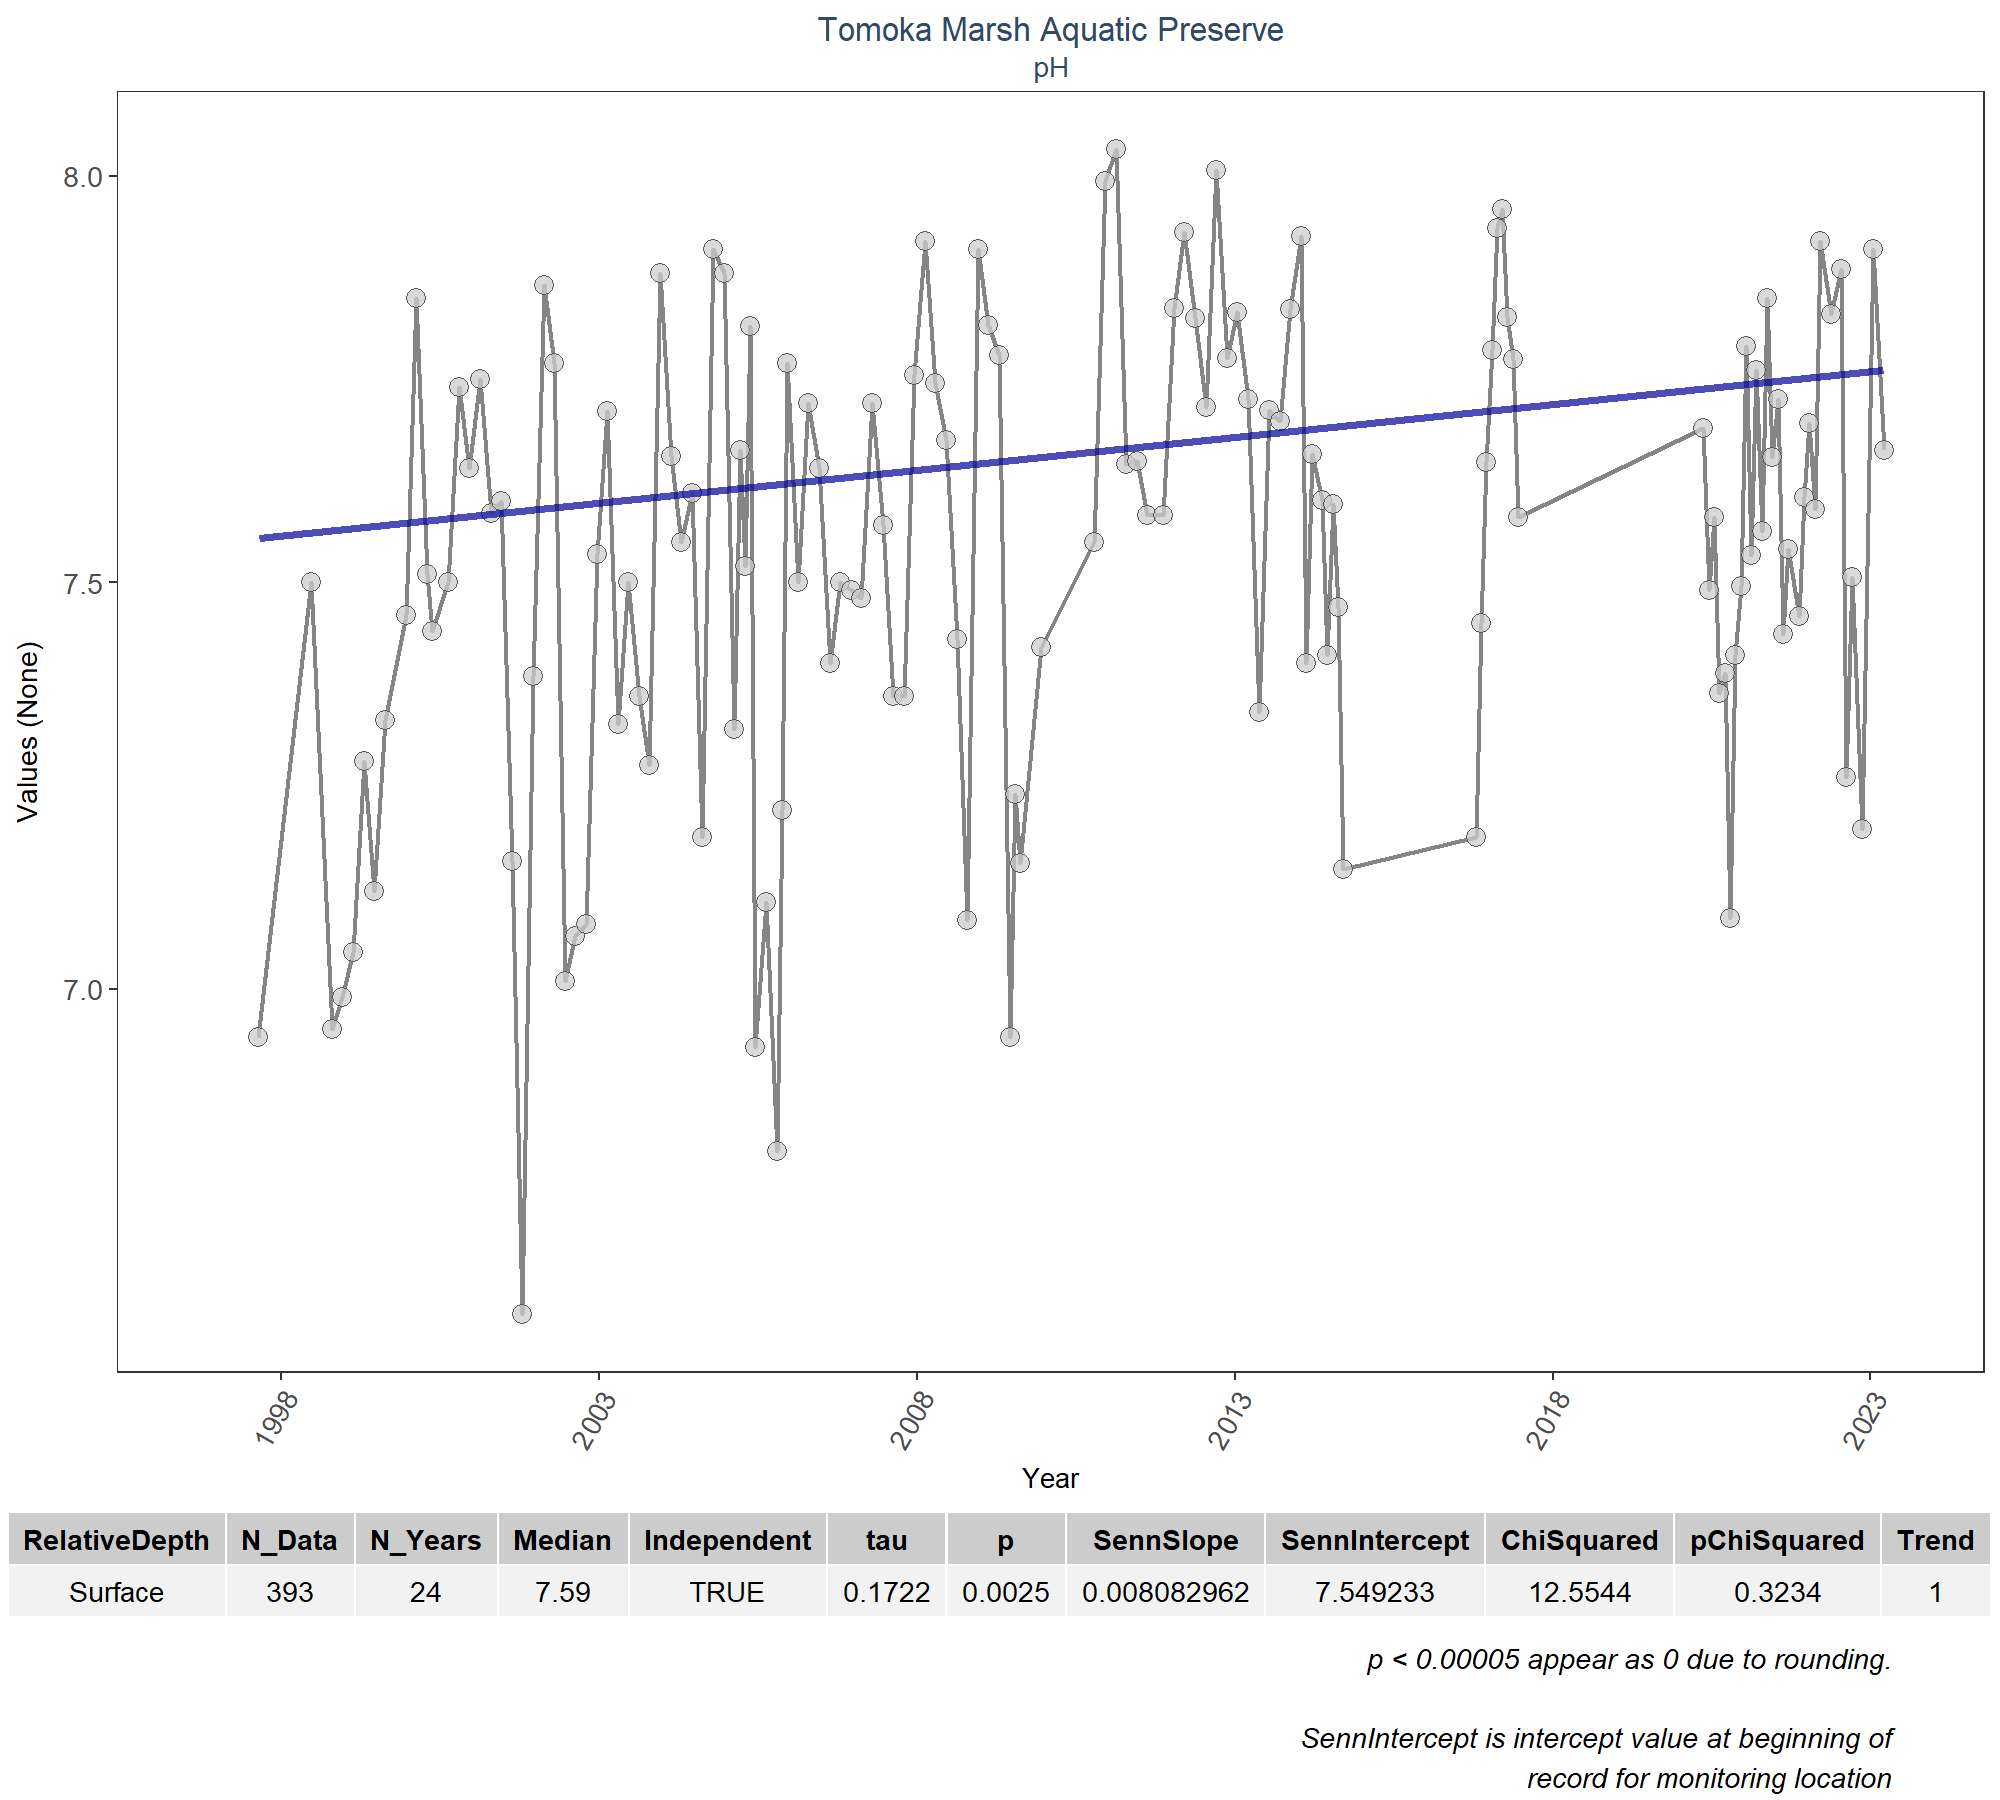 Tomoka Marsh Aquatic Preserve
pH
8.0
7.5
7.0
Values (None)
1998
2003
2008
2013
2018
2023
Year
RelativeDepth N_Data N_Years Median Independent tau p SennSlope SennIntercept ChiSquared pChiSquared Trend
Surface 393 24 7.59 TRUE 0.1722 0.0025 0.008082962 7.549233 12.5544 0.3234 1
p < 0.00005 appear as 0 due to rounding.
SennIntercept is intercept value at beginning of
record for monitoring location